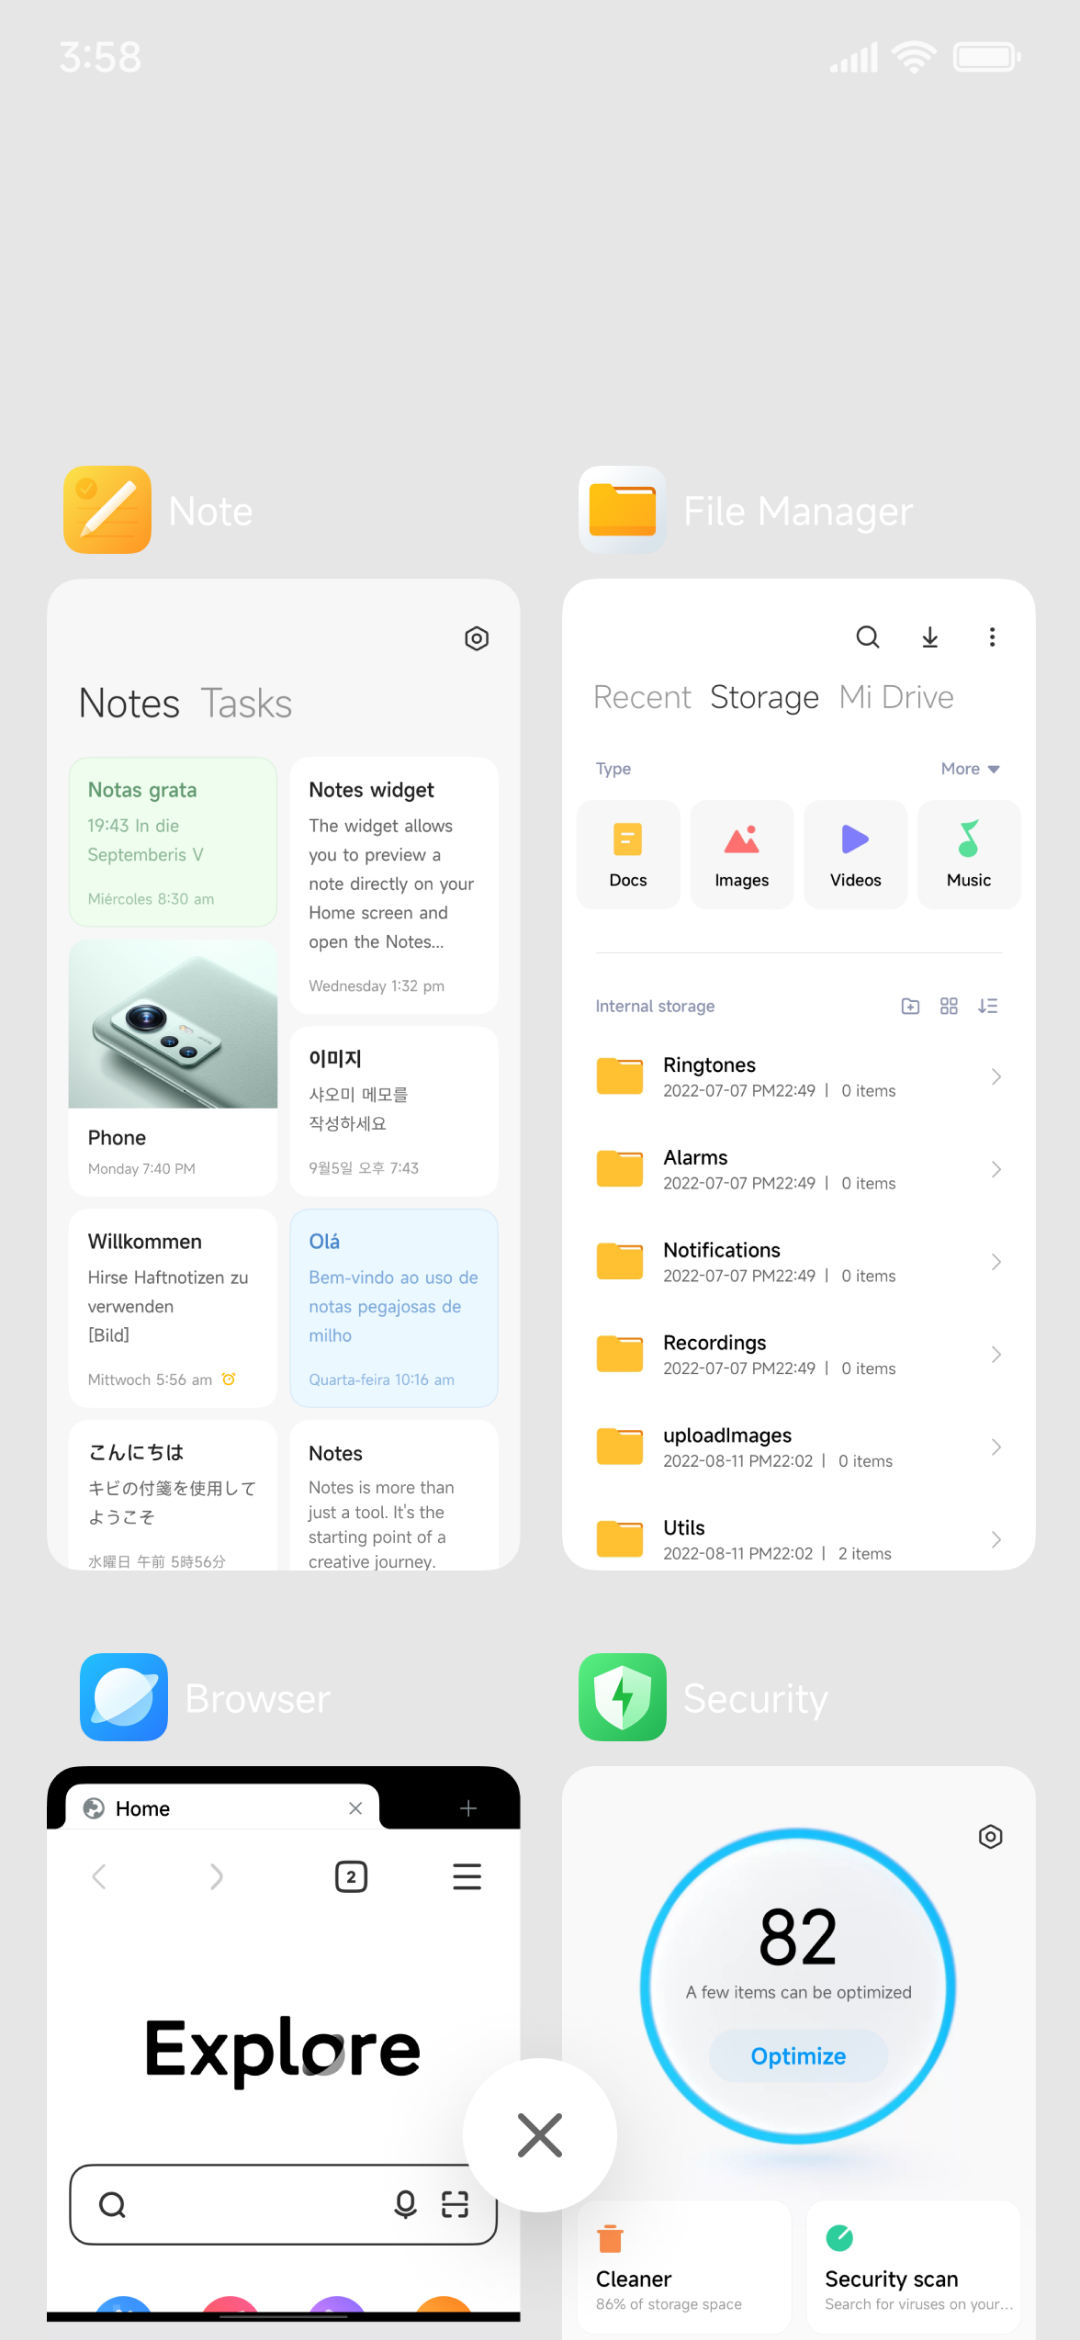 3:58
Note
Notes Tasks
Notas grata
19:43 In die
Septemberis V
Miércoles 8:30 am
Notes widget
The widget allows
you to preview a
note directly on your
Home screen and
open the Notes...
Wednesday 1:32 pm
Phone
Monday 7:40 PM
이미지
샤오미 메모를
작성하세요
9월5일 오후 7:43
Willkommen
Hirse Haftnotizen zu
verwenden
[Bild]
Mittwoch 5:56 am
Olá
Bem-vindo ao uso de
notas pegajosas de
milho
Quarta-feira 10:16 am
こんにちは
キビの付箋を使用して
ようこそ
水曜日 午前 5時56分
Notes
Notes is more than
just a tool. It's the
starting point of a
creative journey.
File Manager
Recent Storage Mi Drive
Type More
Docs Images Videos Music
Internal storage
Ringtones
2022-07-07 PM22:49 | 0 items
Alarms
2022-07-07 PM22:49 | 0 items
Notifications
2022-07-07 PM22:49 | 0 items
Recordings
2022-07-07 PM22:49 | 0 items
uploadImages
2022-08-11 PM22:02 | 0 items
Utils
2022-08-11 PM22:02 | 2 items
Browser
Home
2
Explore
Security
82
A few items can be optimized
Optimize
Cleaner
86% of storage space
Security scan
Search for viruses on your...